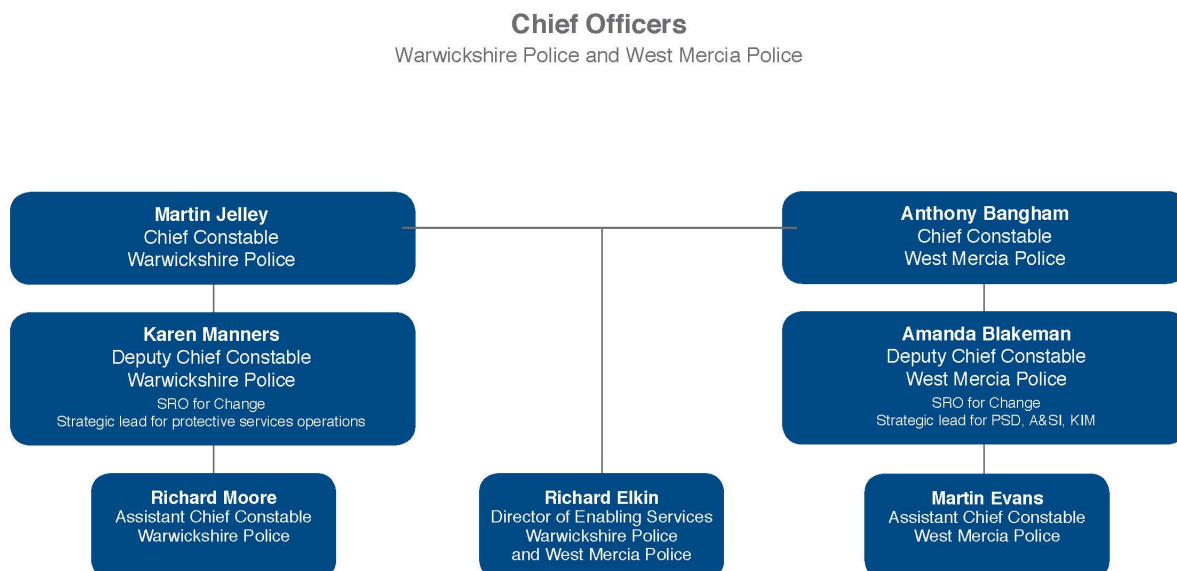 Chief Officers
Warwickshire Police and West Mercia Police
Martin Jelley
Chief Constable
Warwickshire Police
Anthony Bangham
Chief Constable
West Mercia Police
Karen Manners
Deputy Chief Constable
Warwickshire Police
SRO for Change
Strategic lead for protective services operations
Amanda Blakeman
Deputy Chief Constable
West Mercia Police
SRO for Change
Strategic lead for PSD, A&SI, KIM
Richard Moore
Assistant Chief Constable
Warwickshire Police
Richard Elkin
Director of Enabling Services
Warwickshire Police
and West Mercia Police
Martin Evans
Assistant Chief Constable
West Mercia Police